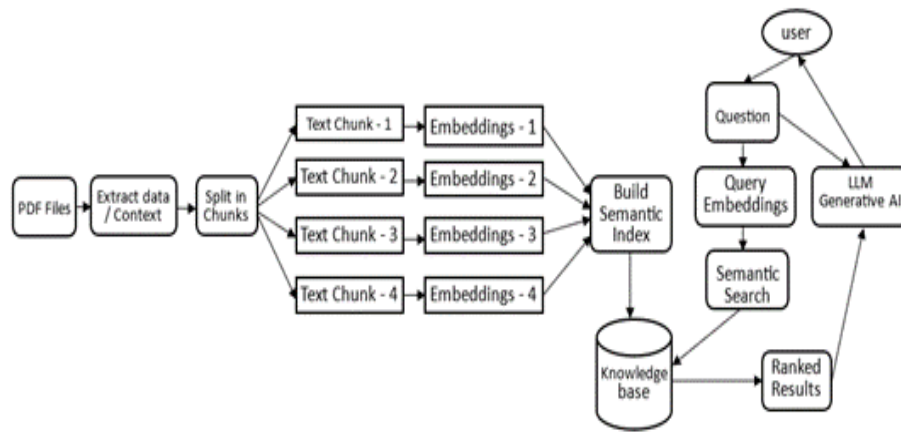 PDF Files
Extract data
/ Context
Split in
Chunks
Text Chunk - 1
Embeddings - 1
Text Chunk - 2
Embeddings - 2
Text Chunk - 3
Embeddings - 3
Text Chunk - 4
Embeddings - 4
Build
Semantic
Index
Knowledge
base
user
Question
Query
Embeddings
Semantic
Search
Ranked
Results
LLM
Generative AI